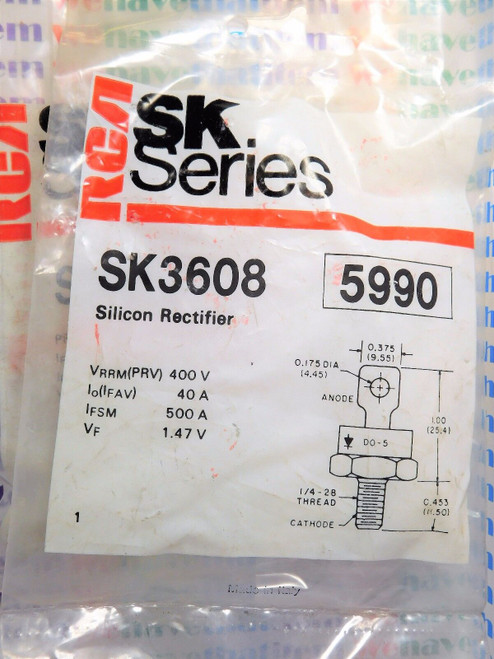 RCA
SK
Series
SK3608
5990
Silicon Rectifier
VRRM(PRV) 400 V
Io(IFAV) 40 A
IFSM 500 A
VF 1.47 V
0.375
(9.55)
0.175 DIA
(4.45)
ANODE
1.00
(25.4)
DO-5
1/4-28
THREAD
0.453
(11.50)
CATHODE
1
Made in Italy
RCA